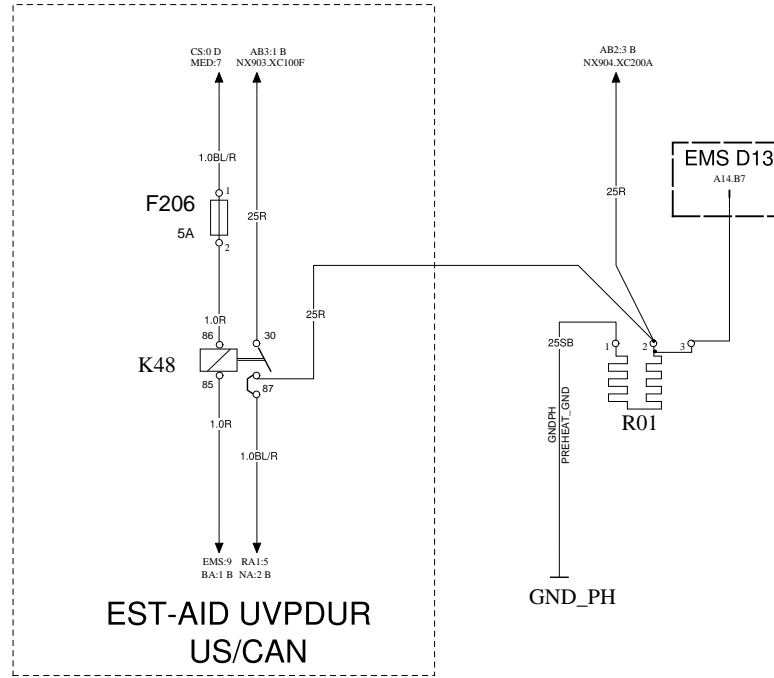 CS:0 D
MED:7
AB3:1 B
NX903.XC100F
AB2:3 B
NX904.XC200A
EMS D13
A14.B7
1.0BL/R
F206
5A
1
2
25R
25R
1.0R
86
30
25R
K48
85
87
25SB
1
2
3
R01
1.0R
1.0BL/R
GNDPH
PREHEAT_GND
EMS:9
BA:1 B
RA1:5
NA:2 B
GND_PH
EST-AID UVPDUR
US/CAN